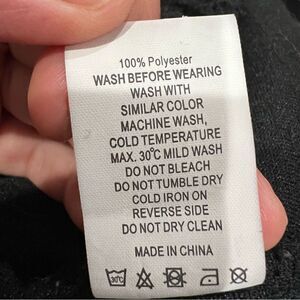 100% Polyester
WASH BEFORE WEARING
WASH WITH
SIMILAR COLOR
MACHINE WASH,
COLD TEMPERATURE
MAX. 30℃ MILD WASH
DO NOT BLEACH
DO NOT TUMBLE DRY
COLD IRON ON
REVERSE SIDE
DO NOT DRY CLEAN
MADE IN CHINA
30℃